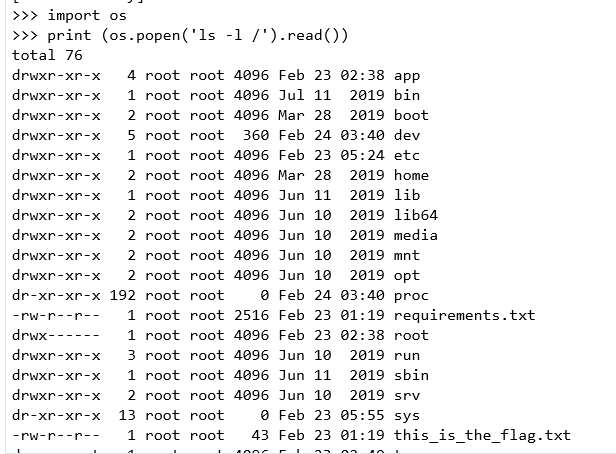 >>> import os
>>> print (os.popen('ls -l /').read())
total 76
drwxr-xr-x   4 root root 4096 Feb 23 02:38 app
drwxr-xr-x   1 root root 4096 Jul 11  2019 bin
drwxr-xr-x   2 root root 4096 Mar 28  2019 boot
drwxr-xr-x   5 root root  360 Feb 24 03:40 dev
drwxr-xr-x   1 root root 4096 Feb 23 05:24 etc
drwxr-xr-x   2 root root 4096 Mar 28  2019 home
drwxr-xr-x   1 root root 4096 Jun 11  2019 lib
drwxr-xr-x   2 root root 4096 Jun 10  2019 lib64
drwxr-xr-x   2 root root 4096 Jun 10  2019 media
drwxr-xr-x   2 root root 4096 Jun 10  2019 mnt
drwxr-xr-x   2 root root 4096 Jun 10  2019 opt
dr-xr-xr-x 192 root root    0 Feb 24 03:40 proc
-rw-r--r--   1 root root 2516 Feb 23 01:19 requirements.txt
drwx------   1 root root 4096 Feb 23 02:38 root
drwxr-xr-x   3 root root 4096 Jun 10  2019 run
drwxr-xr-x   1 root root 4096 Jun 11  2019 sbin
drwxr-xr-x   2 root root 4096 Jun 10  2019 srv
dr-xr-xr-x  13 root root    0 Feb 23 05:55 sys
-rw-r--r--   1 root root   43 Feb 23 01:19 this_is_the_flag.txt